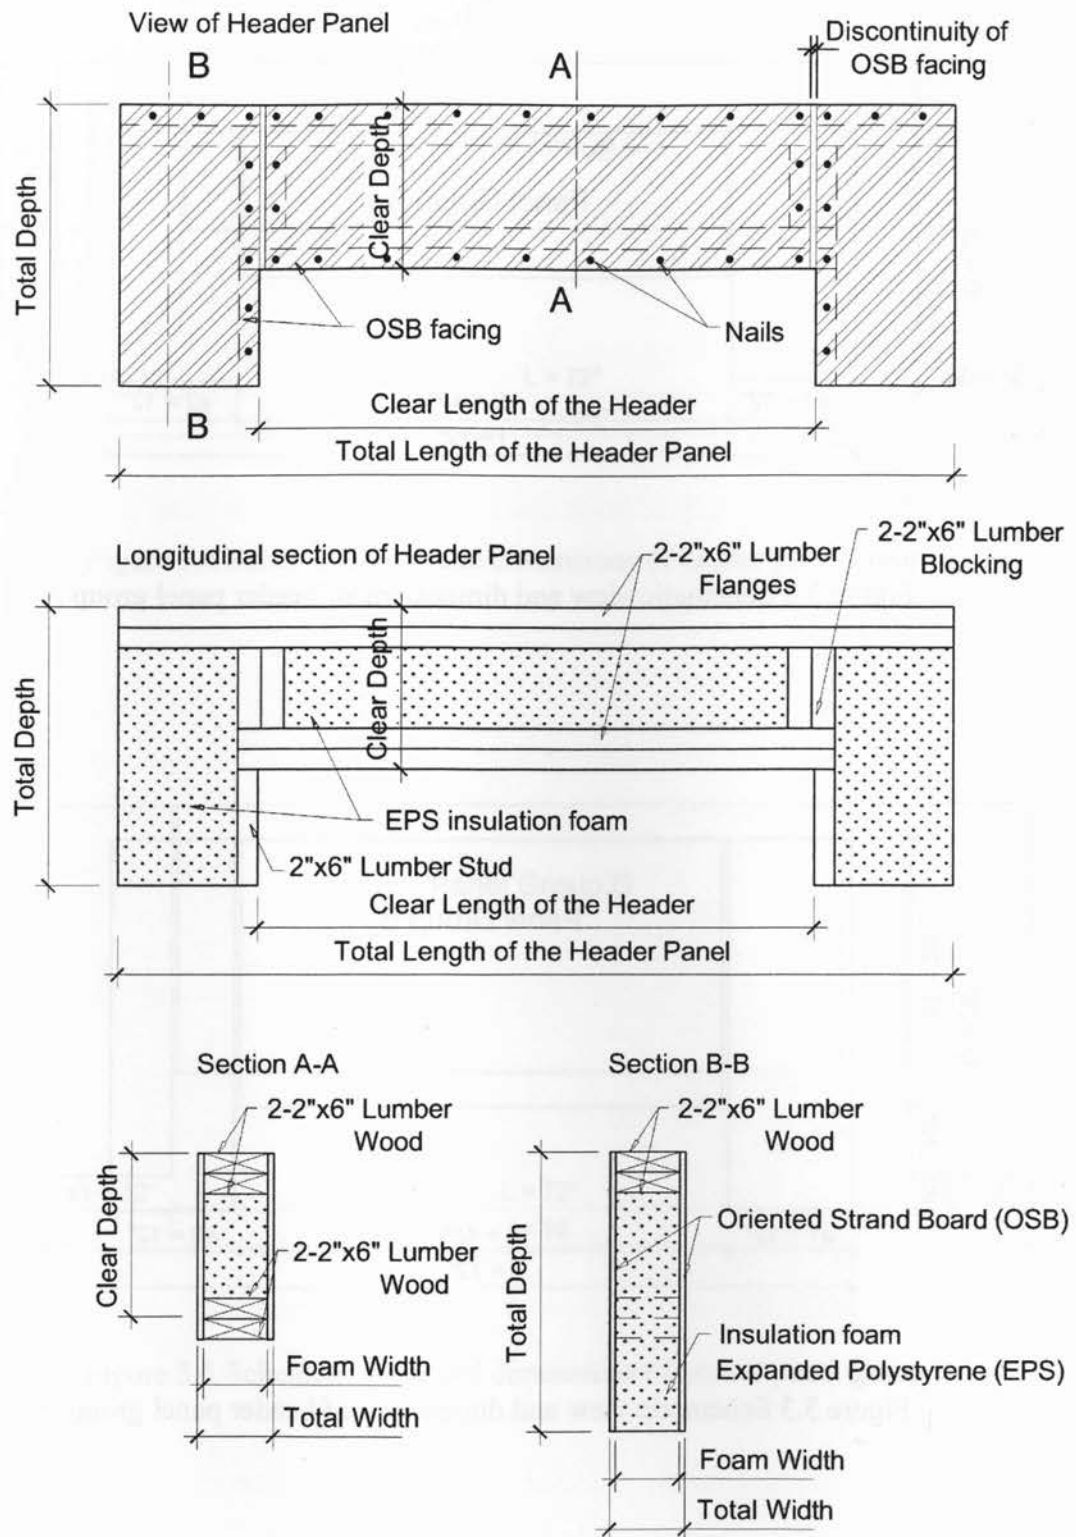 View of Header Panel
Discontinuity of
OSB facing
B
A
Total Depth
Clear Depth
A
OSB facing
Nails
B
Clear Length of the Header
Total Length of the Header Panel
Longitudinal section of Header Panel
2-2"x6" Lumber
Flanges
2-2"x6" Lumber
Blocking
Total Depth
Clear Depth
EPS insulation foam
2"x6" Lumber Stud
Clear Length of the Header
Total Length of the Header Panel
Section A-A
2-2"x6" Lumber
Wood
Clear Depth
2-2"x6" Lumber
Wood
Foam Width
Total Width
Section B-B
2-2"x6" Lumber
Wood
Total Depth
Oriented Strand Board (OSB)
Insulation foam
Expanded Polystyrene (EPS)
Foam Width
Total Width